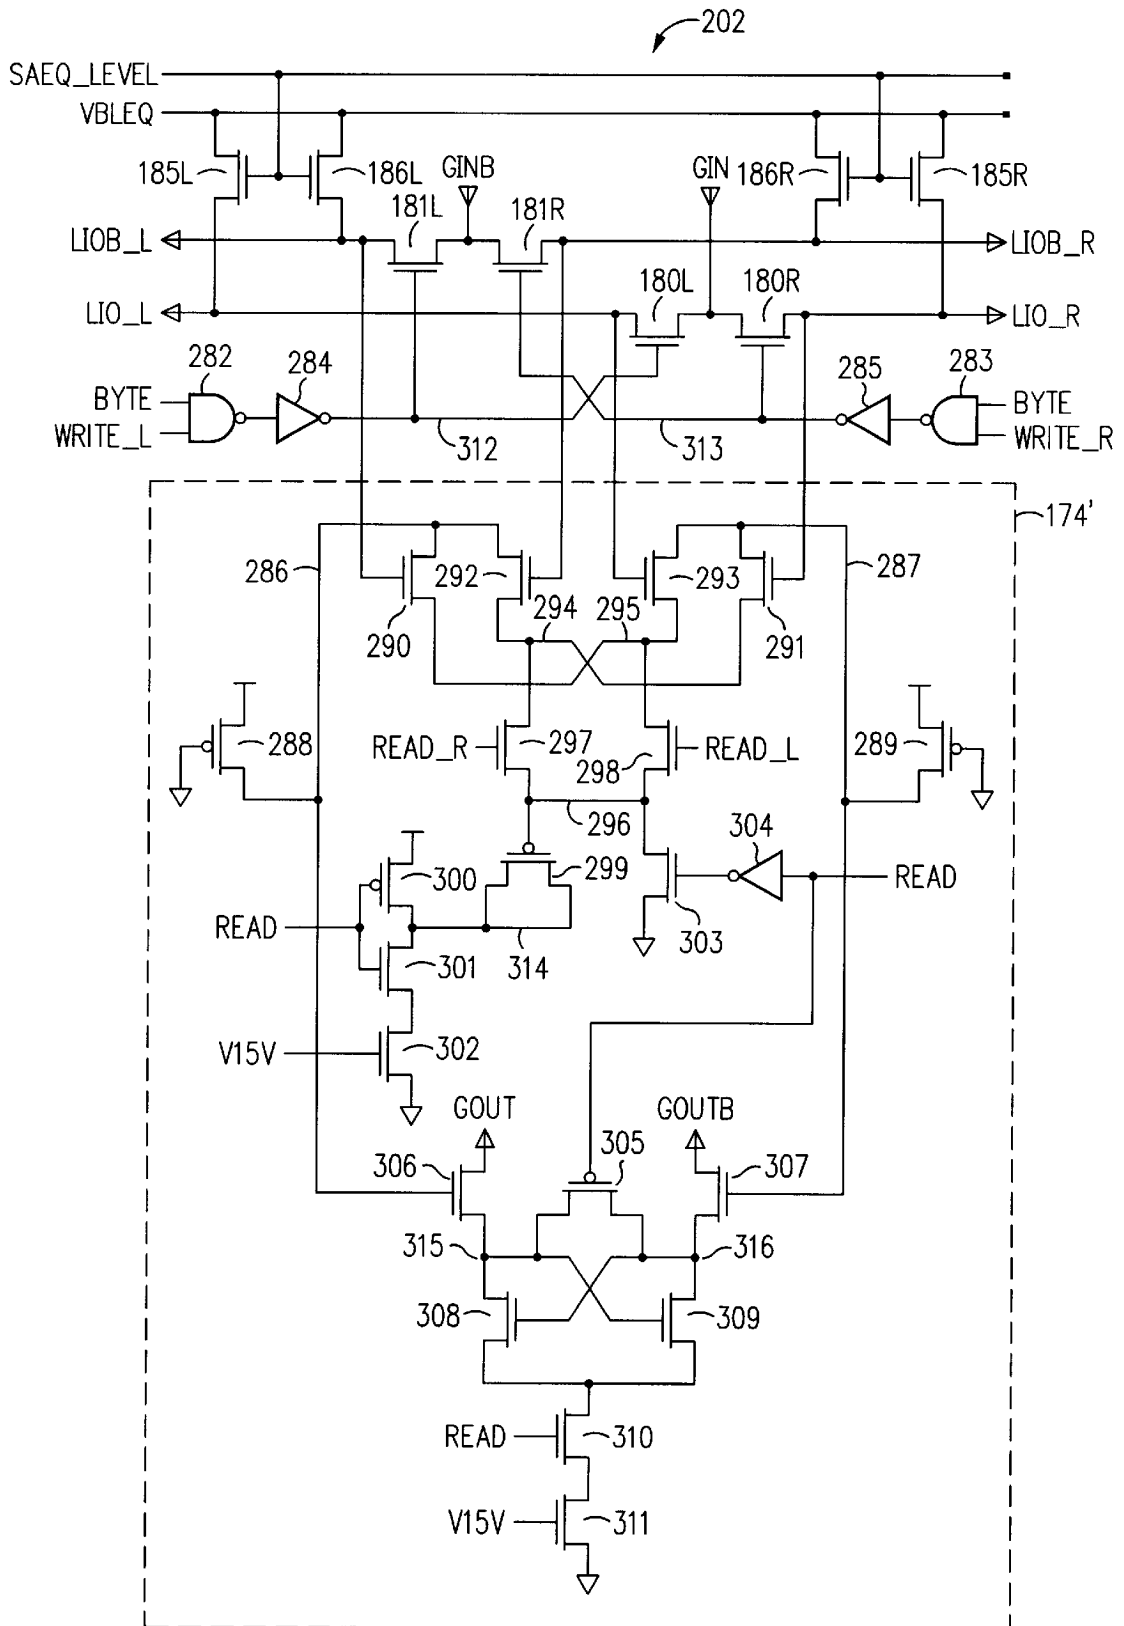 202
SAEQ_LEVEL
VBLEQ
185L
186L
GINB
GIN
186R
185R
181L
181R
LIOB_L
LIOB_R
180L
180R
LIO_L
LIO_R
282
284
285
283
BYTE
BYTE
WRITE_L
WRITE_R
312
313
174'
286
292
293
287
290
294
295
291
288
READ_R
297
298
READ_L
289
296
304
300
299
READ
READ
301
314
303
V15V
302
GOUT
GOUTB
305
306
307
315
316
308
309
READ
310
V15V
311